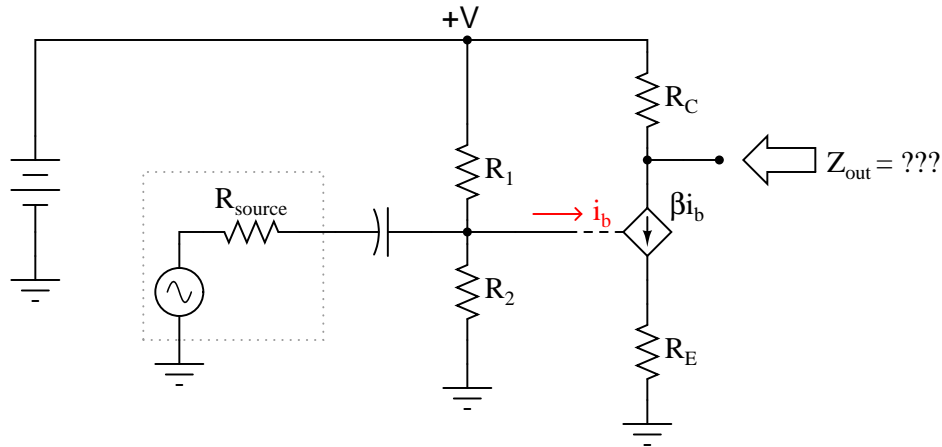 +V
R_C
Z_out = ???
R_1
R_source
i_b
βi_b
R_2
R_E